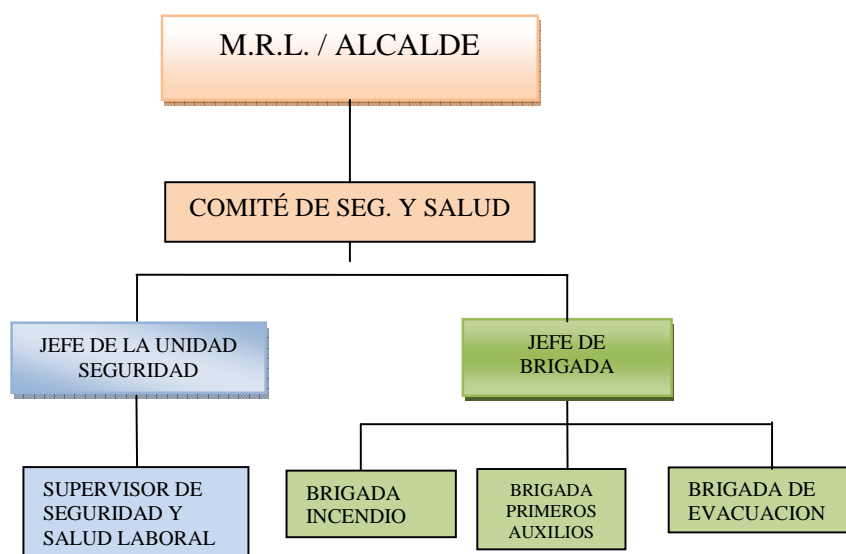 M.R.L. / ALCALDE
COMITÉ DE SEG. Y SALUD
JEFE DE LA UNIDAD
SEGURIDAD
JEFE DE
BRIGADA
SUPERVISOR DE
SEGURIDAD Y
SALUD LABORAL
BRIGADA
INCENDIO
BRIGADA
PRIMEROS
AUXILIOS
BRIGADA DE
EVACUACION